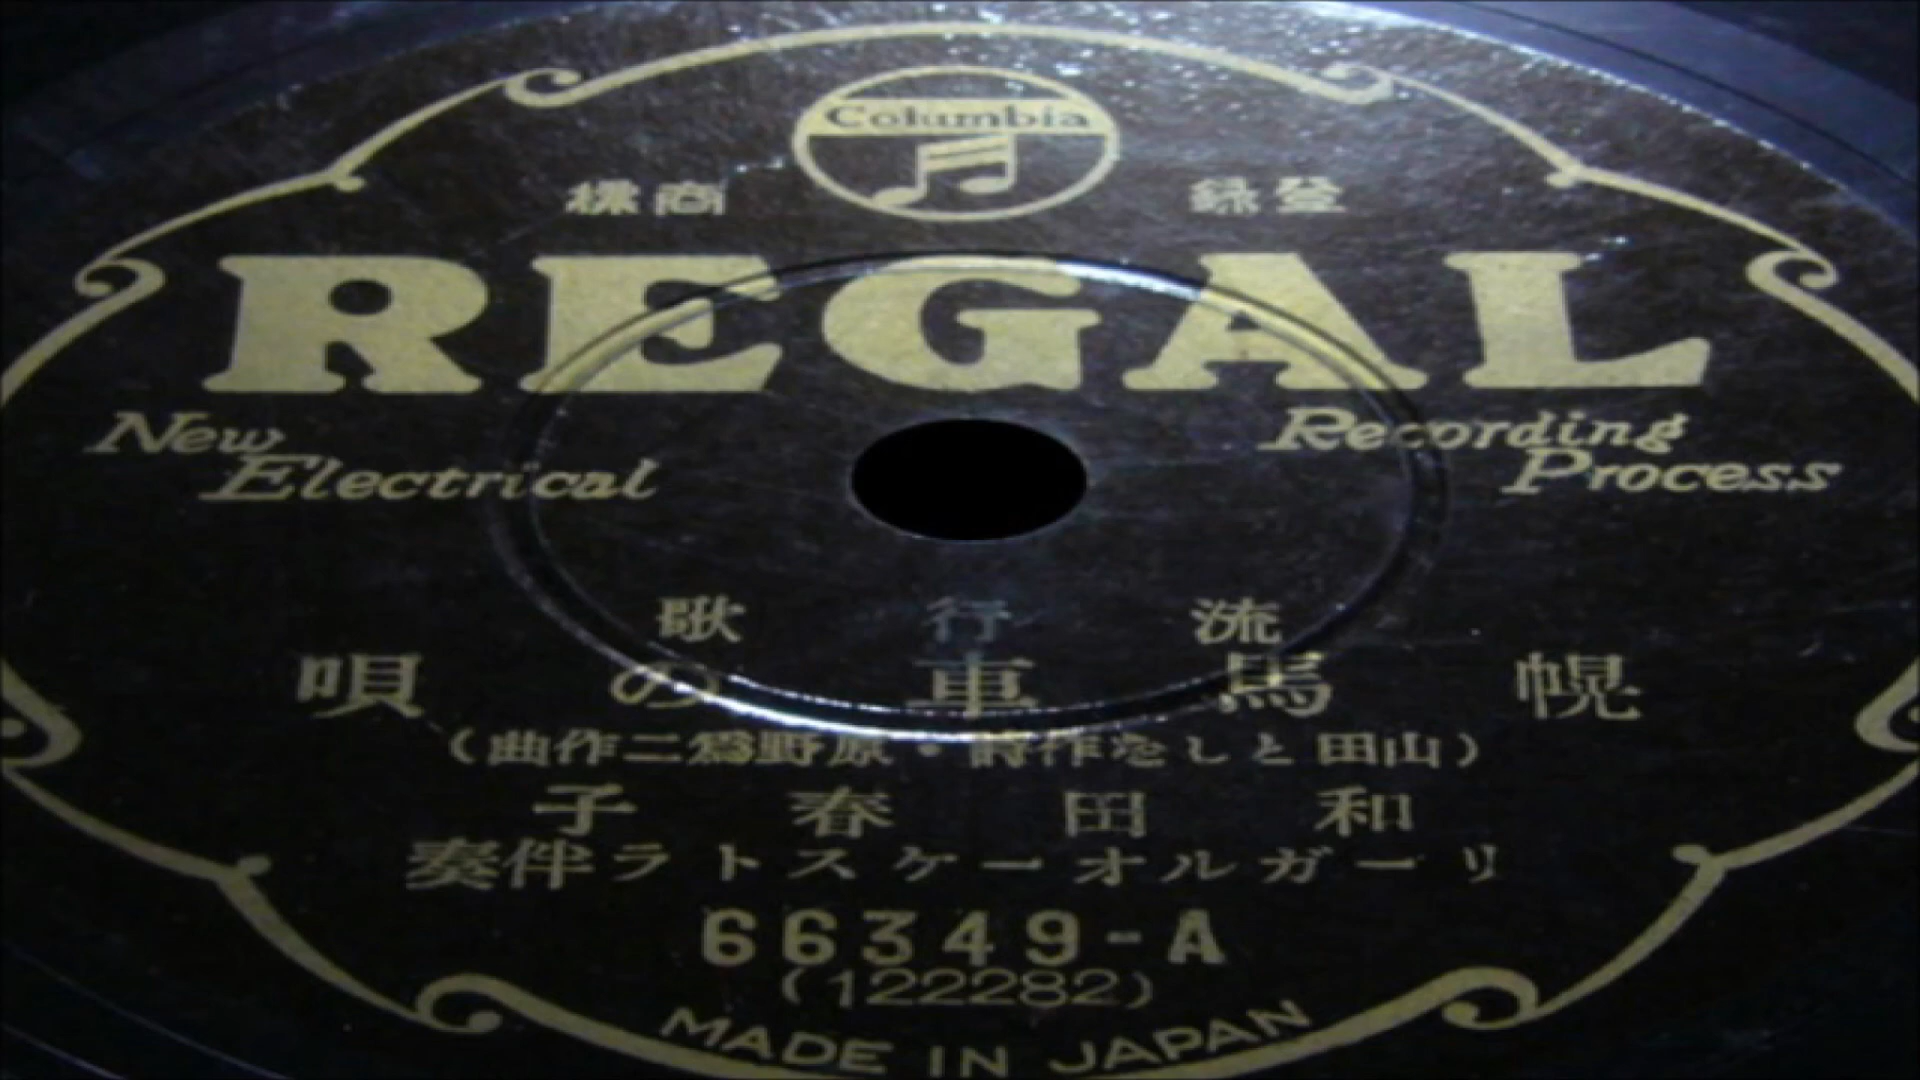 Columbia
登録 商標
REGAL
New Electrical
Recording Process
流行歌
幌馬車の唄
(山田としを作詩・原野爲二作曲)
和田春子
リーガルオーケストラ伴奏
66349-A
(122282)
MADE IN JAPAN